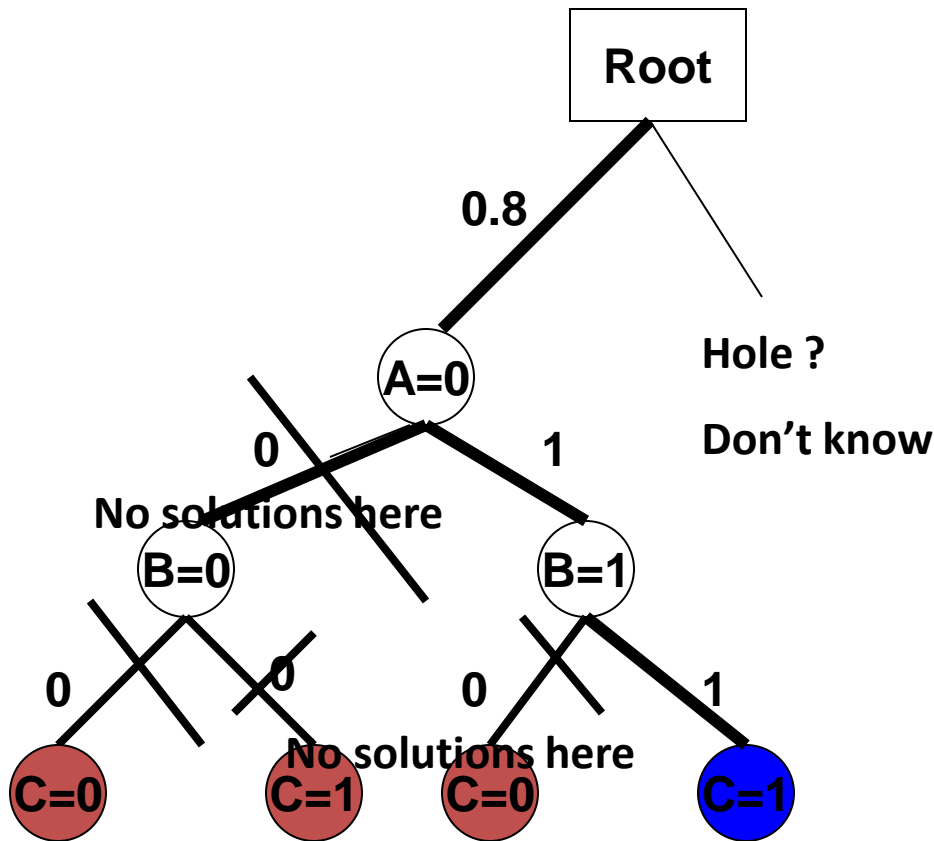 Root
0.8
Hole ?
A=0
Don’t know
0
1
No solutions here
B=0
B=1
0
0
0
1
No solutions here
C=0
C=1
C=0
C=1